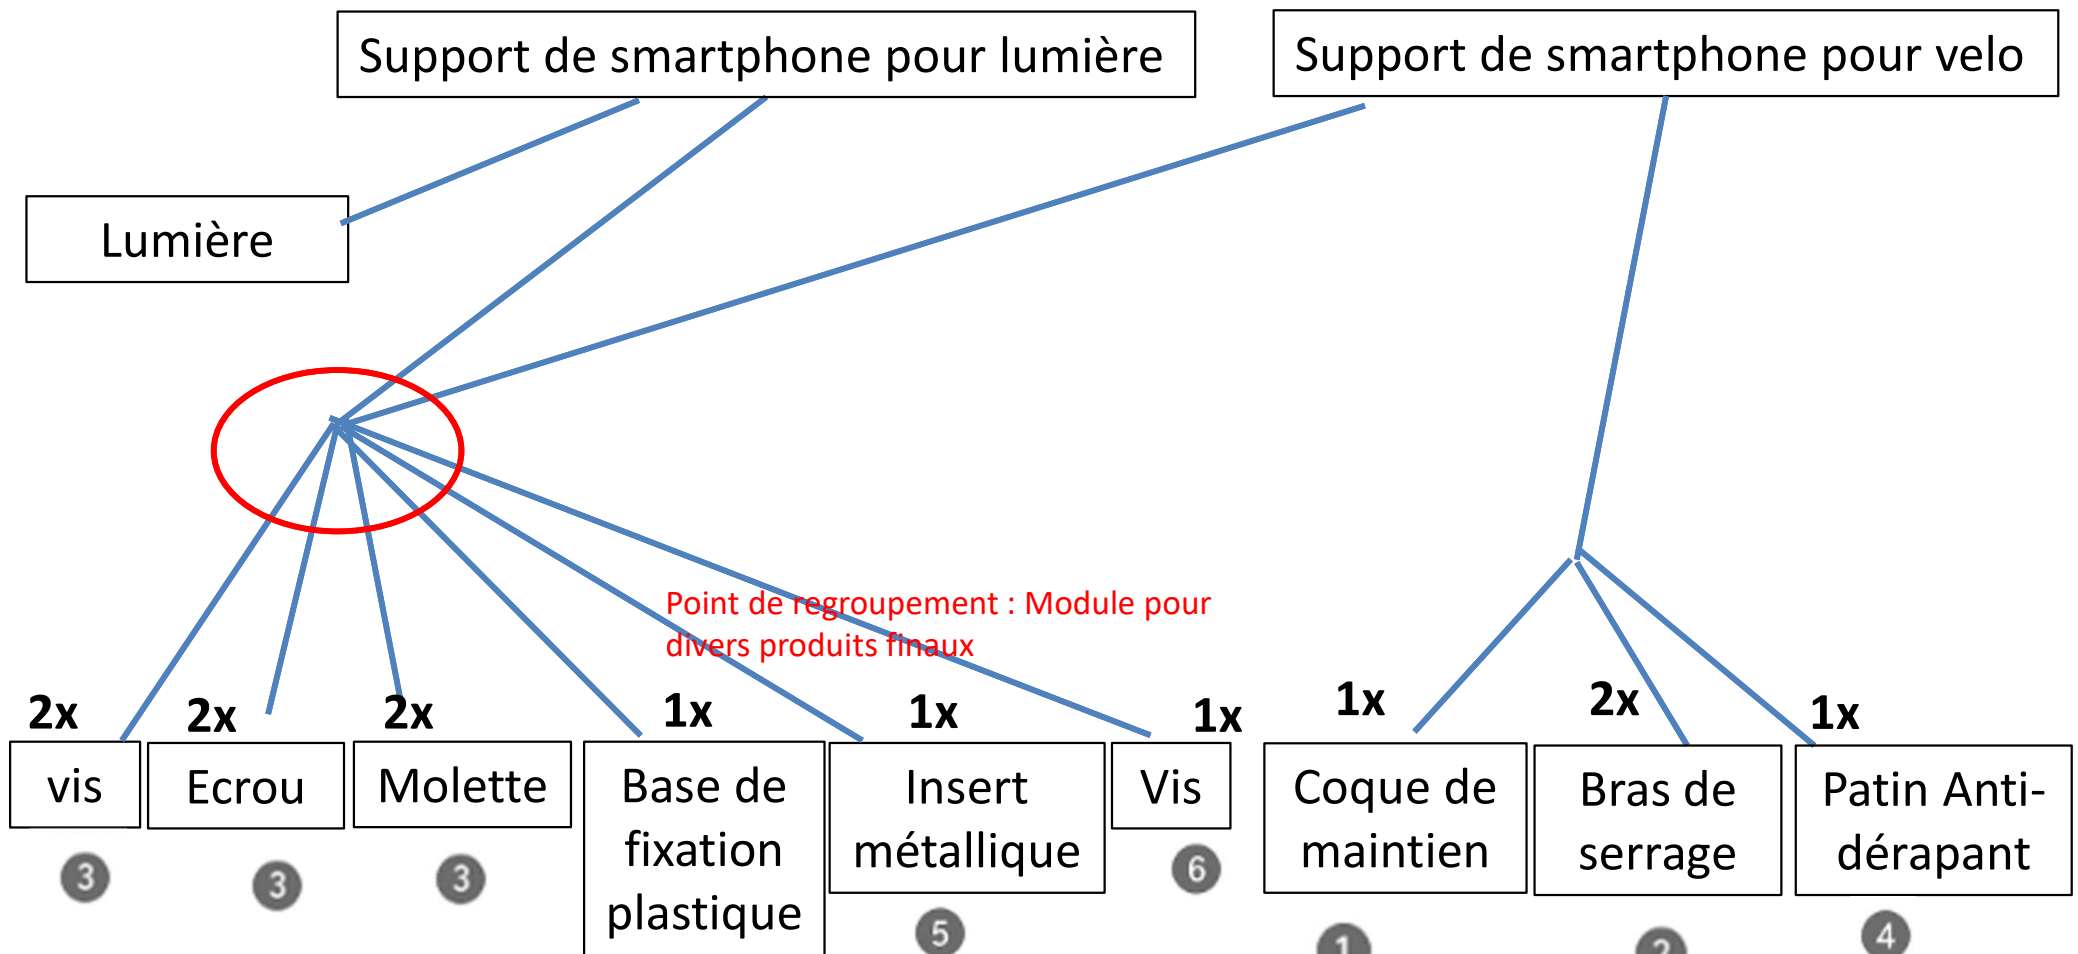 Support de smartphone pour lumière
Support de smartphone pour velo
Lumière
Point de regroupement : Module pour
divers produits finaux
2x
2x
2x
1x
1x
1x
1x
2x
1x
vis
Ecrou
Molette
Base de
fixation
plastique
Insert
métallique
Vis
Coque de
maintien
Bras de
serrage
Patin Anti-
dérapant
3
3
3
5
6
1
2
4